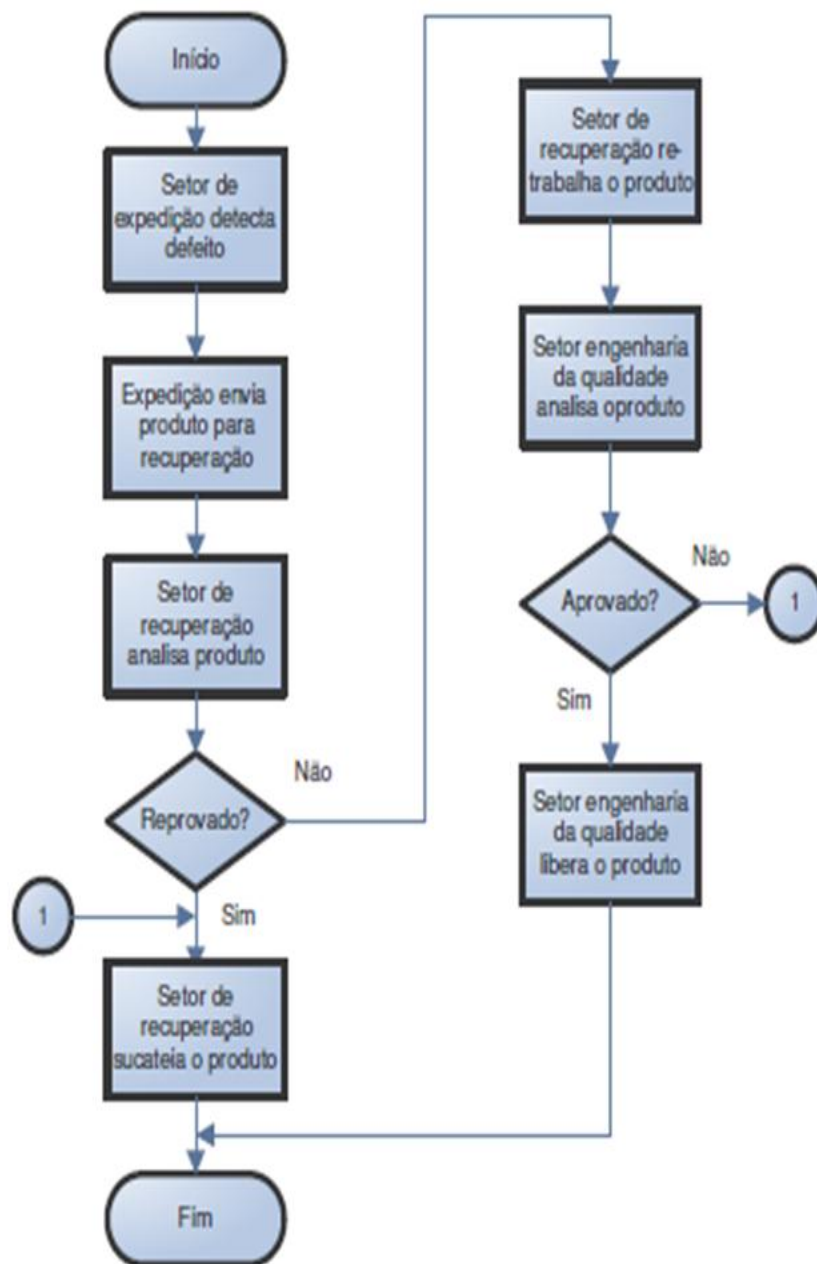 Início
Setor de
expedição detecta
defeito
Expedição envia
produto para
recuperação
Setor de
recuperação
analisa produto
Reprovado?
Não
1
Sim
Setor de
recuperação
sucateia o produto
Fim
Setor de
recuperação re-
trabalha o produto
Setor engenharia
da qualidade
analisa oproduto
Aprovado?
Não
1
Sim
Setor engenharia
da qualidade
libera o produto